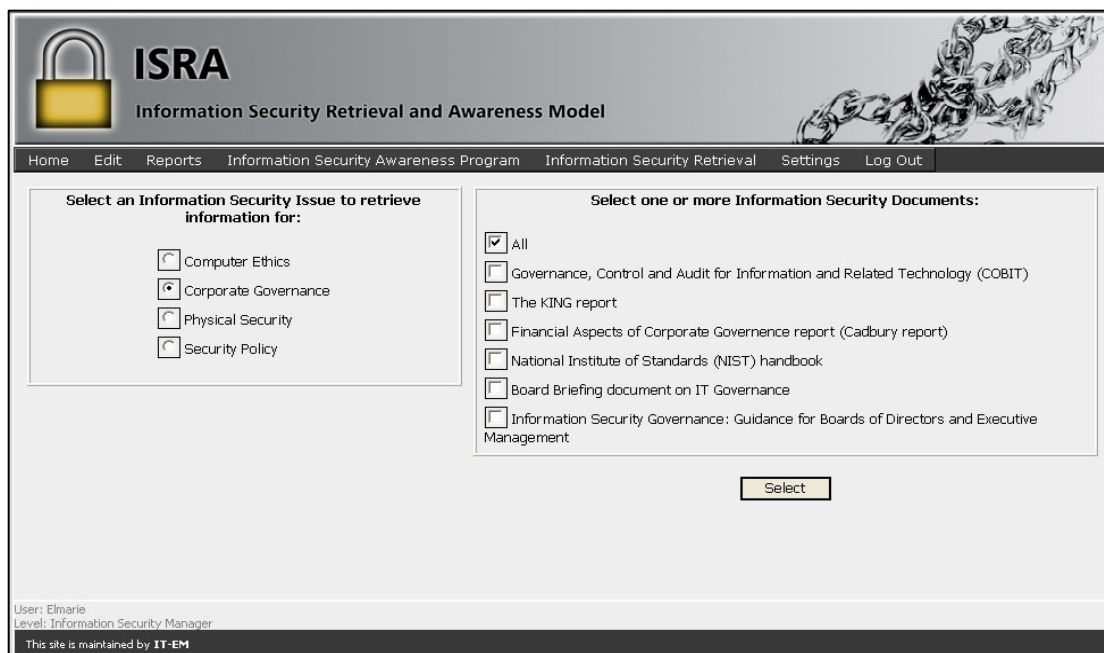 ISRA
Information Security Retrieval and Awareness Model
Home Edit Reports Information Security Awareness Program Information Security Retrieval Settings Log Out
Select an Information Security Issue to retrieve
information for:
Computer Ethics
Corporate Governance
Physical Security
Security Policy
Select one or more Information Security Documents:
All
Governance, Control and Audit for Information and Related Technology (COBIT)
The KING report
Financial Aspects of Corporate Governence report (Cadbury report)
National Institute of Standards (NIST) handbook
Board Briefing document on IT Governance
Information Security Governance: Guidance for Boards of Directors and Executive
Management
Select
User: Elmarie
Level: Information Security Manager
This site is maintained by IT-EM